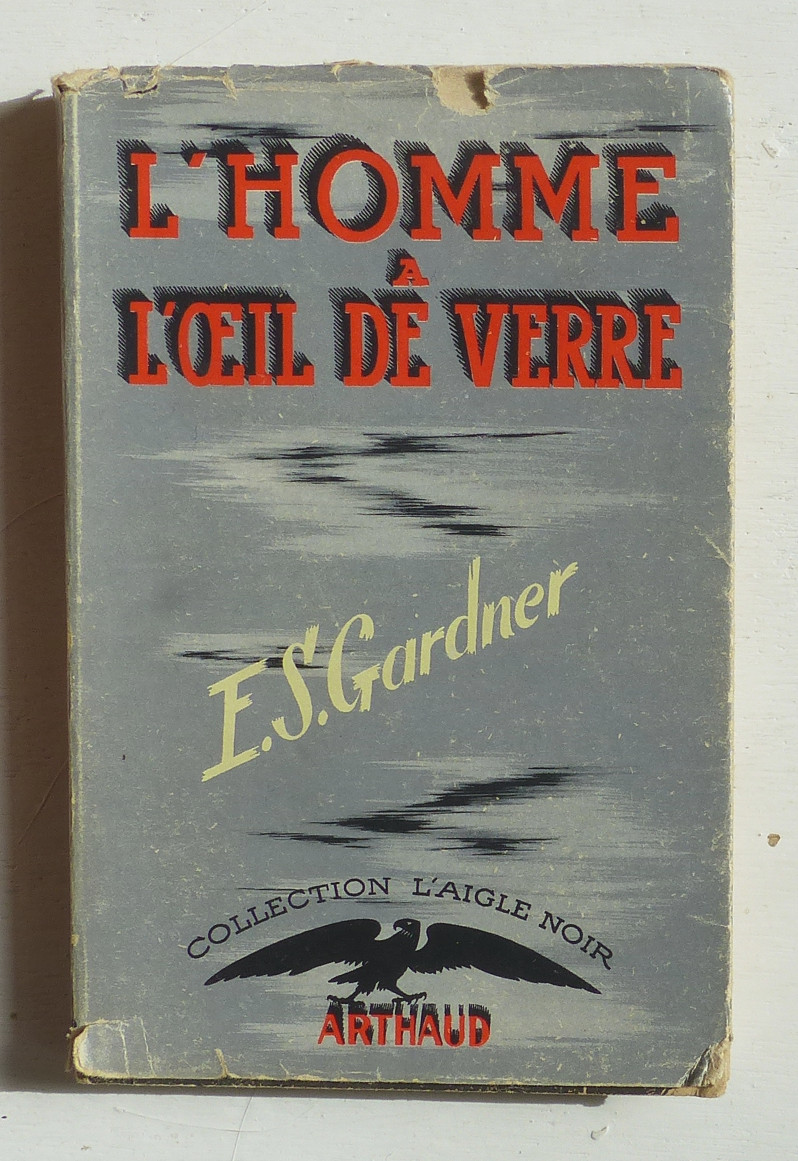 L'HOMME
A
L'ŒIL DE VERRE
E.S. Gardner
COLLECTION L'AIGLE NOIR
ARTHAUD